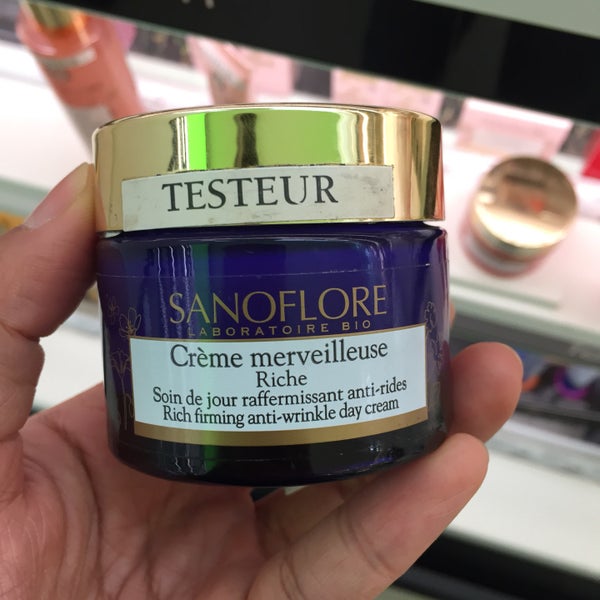 TESTEUR
SANOFLORE
LABORATOIRE BIO
Crème merveilleuse
Riche
Soin de jour raffermissant anti-rides
Rich firming anti-wrinkle day cream